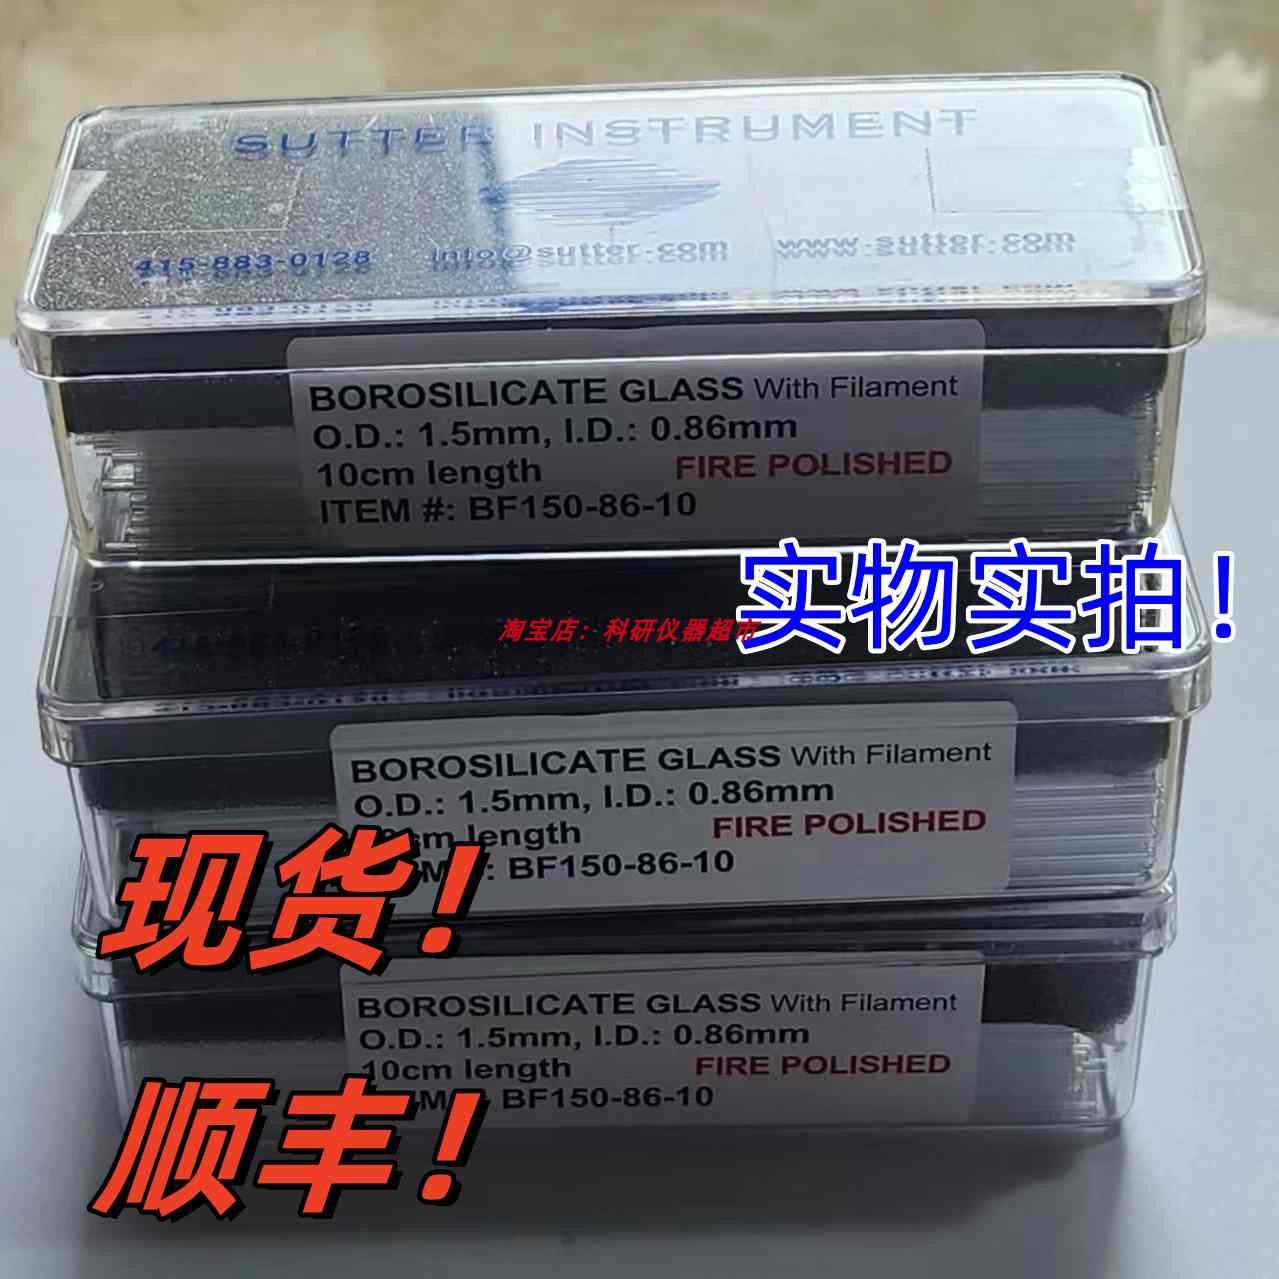 SUTTER INSTRUMENT
415-883-0128 info@sutter.com www.sutter.com
BOROSILICATE GLASS With Filament
O.D.: 1.5mm, I.D.: 0.86mm
10cm length FIRE POLISHED
ITEM #: BF150-86-10
实物实拍！
淘宝店：科研仪器超市
BOROSILICATE GLASS With Filament
O.D.: 1.5mm, I.D.: 0.86mm
cm length FIRE POLISHED
BF150-86-10
现货！
BOROSILICATE GLASS With Filament
O.D.: 1.5mm, I.D.: 0.86mm
10cm length FIRE POLISHED
BF150-86-10
顺丰！